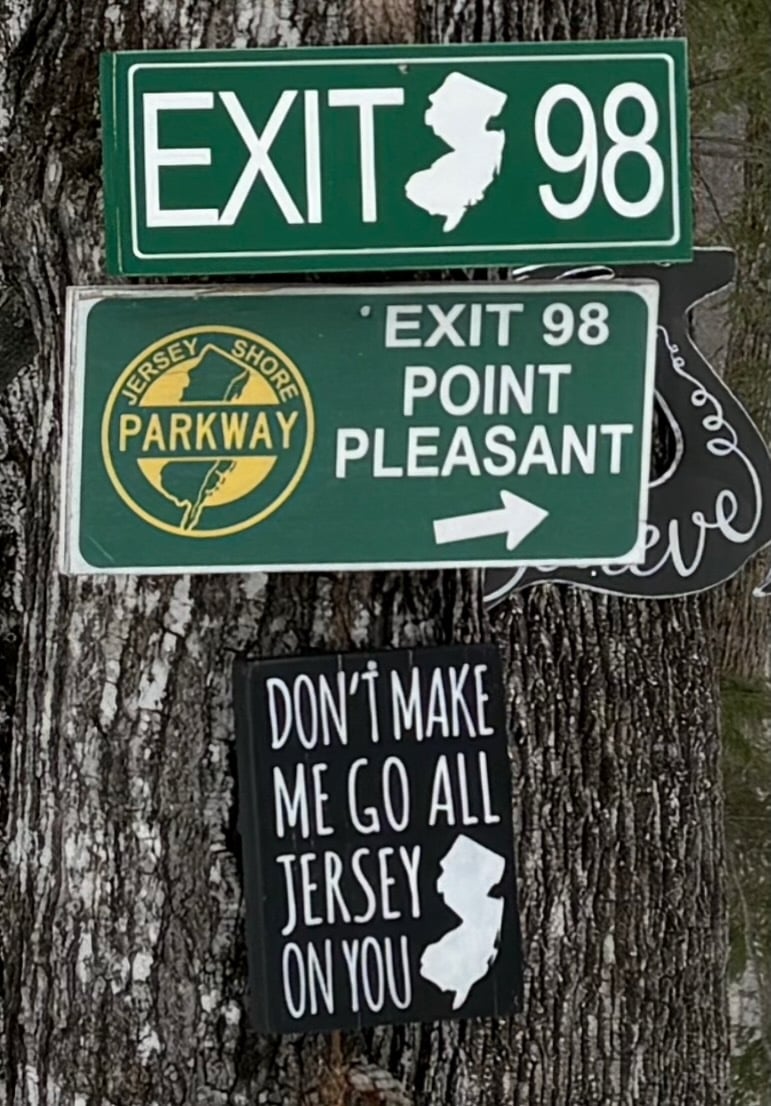 EXIT 98
JERSEY SHORE
PARKWAY
EXIT 98
POINT
PLEASANT
DON'T MAKE
ME GO ALL
JERSEY
ON YOU